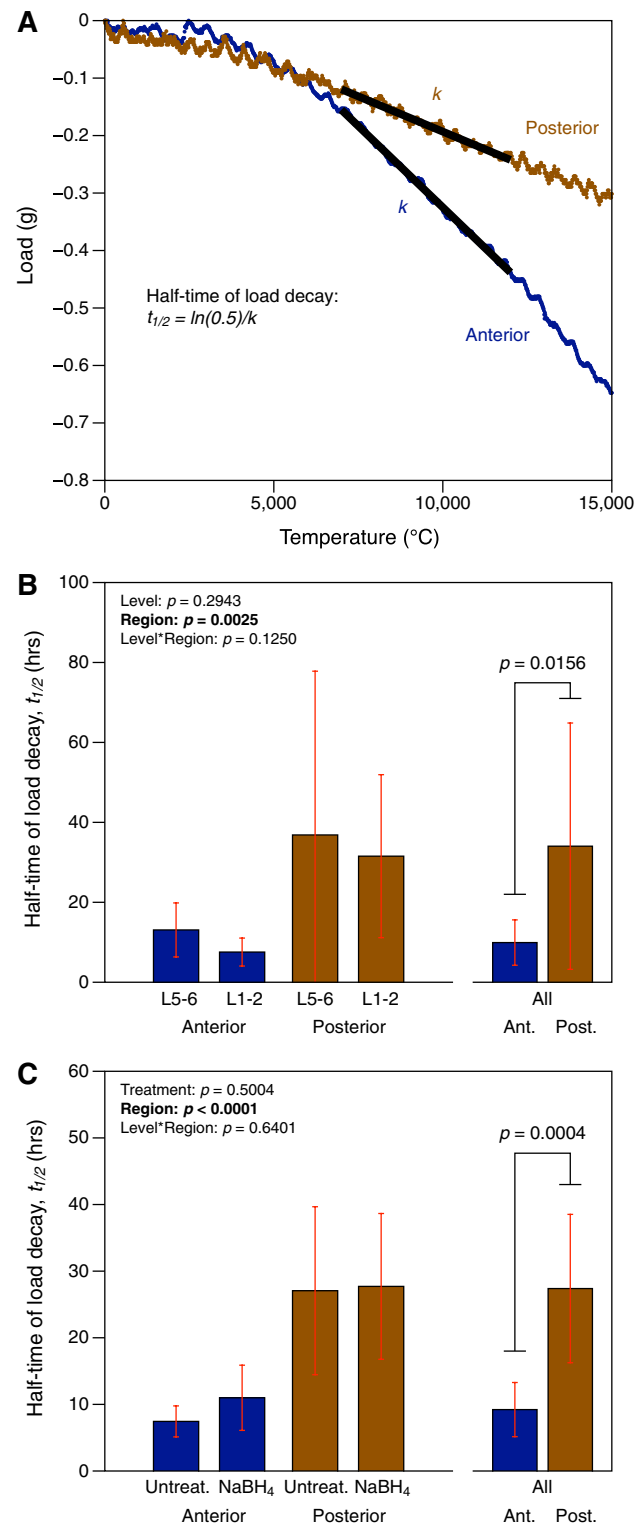 A
Load (g)
0
−0.1
−0.2
−0.3
−0.4
−0.5
−0.6
−0.7
−0.8
k
Posterior
k
Half-time of load decay:
t1/2 = ln(0.5)/k
Anterior
0 5,000 10,000 15,000
Temperature (°C)
B
Half-time of load decay, t1/2 (hrs)
100
80
60
40
20
0
Level: p = 0.2943
Region: p = 0.0025
Level*Region: p = 0.1250
p = 0.0156
L5-6 L1-2 L5-6 L1-2 All
Anterior Posterior Ant. Post.
C
Half-time of load decay, t1/2 (hrs)
60
50
40
30
20
10
0
Treatment: p = 0.5004
Region: p < 0.0001
Level*Region: p = 0.6401
p = 0.0004
Untreat. NaBH4 Untreat. NaBH4 All
Anterior Posterior Ant. Post.